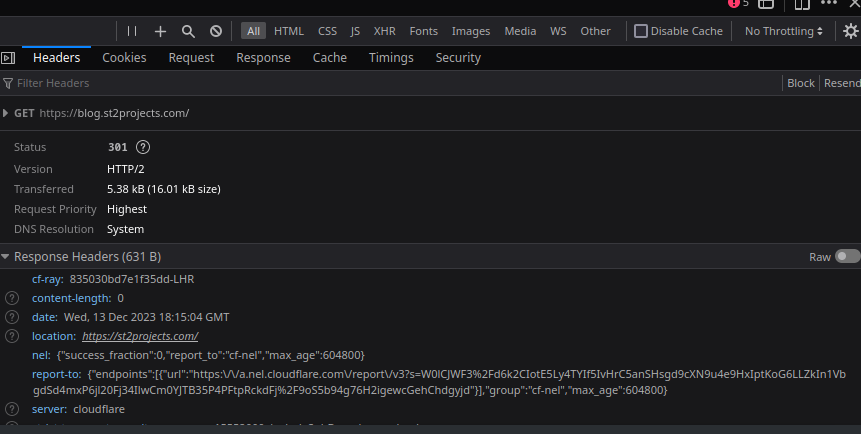 5
All HTML CSS JS XHR Fonts Images Media WS Other Disable Cache No Throttling
Headers Cookies Request Response Cache Timings Security
Filter Headers Block Resend
GET https://blog.st2projects.com/
Status 301 ?
Version HTTP/2
Transferred 5.38 kB (16.01 kB size)
Request Priority Highest
DNS Resolution System
Response Headers (631 B) Raw
cf-ray: 835030bd7e1f35dd-LHR
? content-length: 0
? date: Wed, 13 Dec 2023 18:15:04 GMT
? location: https://st2projects.com/
nel: {"success_fraction":0,"report_to":"cf-nel","max_age":604800}
report-to: {"endpoints":[{"url":"https:\/\/a.nel.cloudflare.com\/report\/v3?s=W0lCJWF3%2Fd6k2CIotE5Ly4TYIf5IvHrC5anSHsgd9cXN9u4e9HxIptKoG6LLZkIn1Vb
gdSd4mxP6jl20Fj34IlwCm0YJTB35P4PFtpRckdFj%2F9oS5b94g76H2igewcGehChdgyjd"}],"group":"cf-nel","max_age":604800}
? server: cloudflare